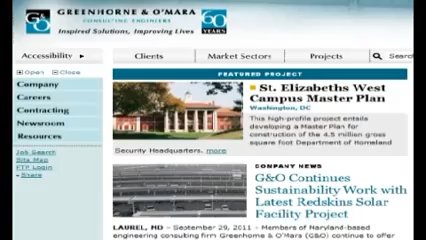 GREENHORNE & O'MARA
CONSULTING ENGINEERS
G&O
60
YEARS
Inspired Solutions, Improving Lives
Accessibility
Clients
Market Sectors
Projects
Search
Open Close
FEATURED PROJECT
Company
Careers
Contracting
Newsroom
Resources
Job Search
Site Map
FTP Login
Share
St. Elizabeths West
Campus Master Plan
Washington, DC
This high-profile project entails
developing a Master Plan for
construction of the 4.5 million gross
square foot Department of Homeland
Security Headquarters. more
COMPANY NEWS
G&O Continues
Sustainability Work with
Latest Redskins Solar
Facility Project
LAUREL, MD - September 29, 2011 - Members of Maryland-based
engineering consulting firm Greenhorne & O'Mara (G&O) continue to offer